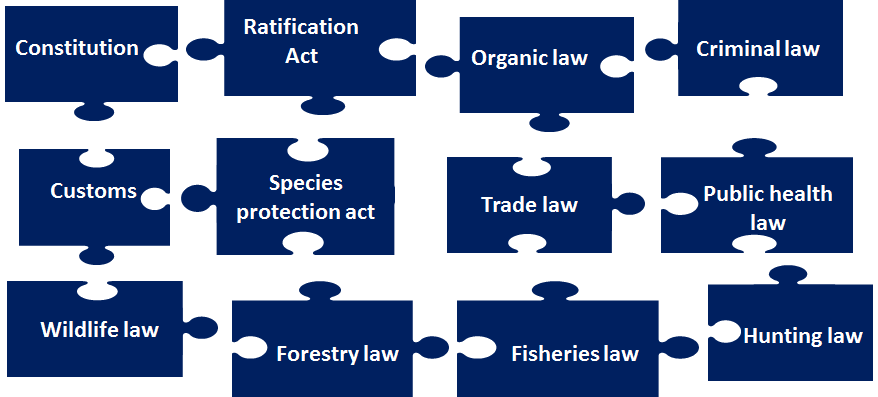 Constitution
Ratification
Act
Organic law
Criminal law
Customs
Species
protection act
Trade law
Public health
law
Wildlife law
Forestry law
Fisheries law
Hunting law